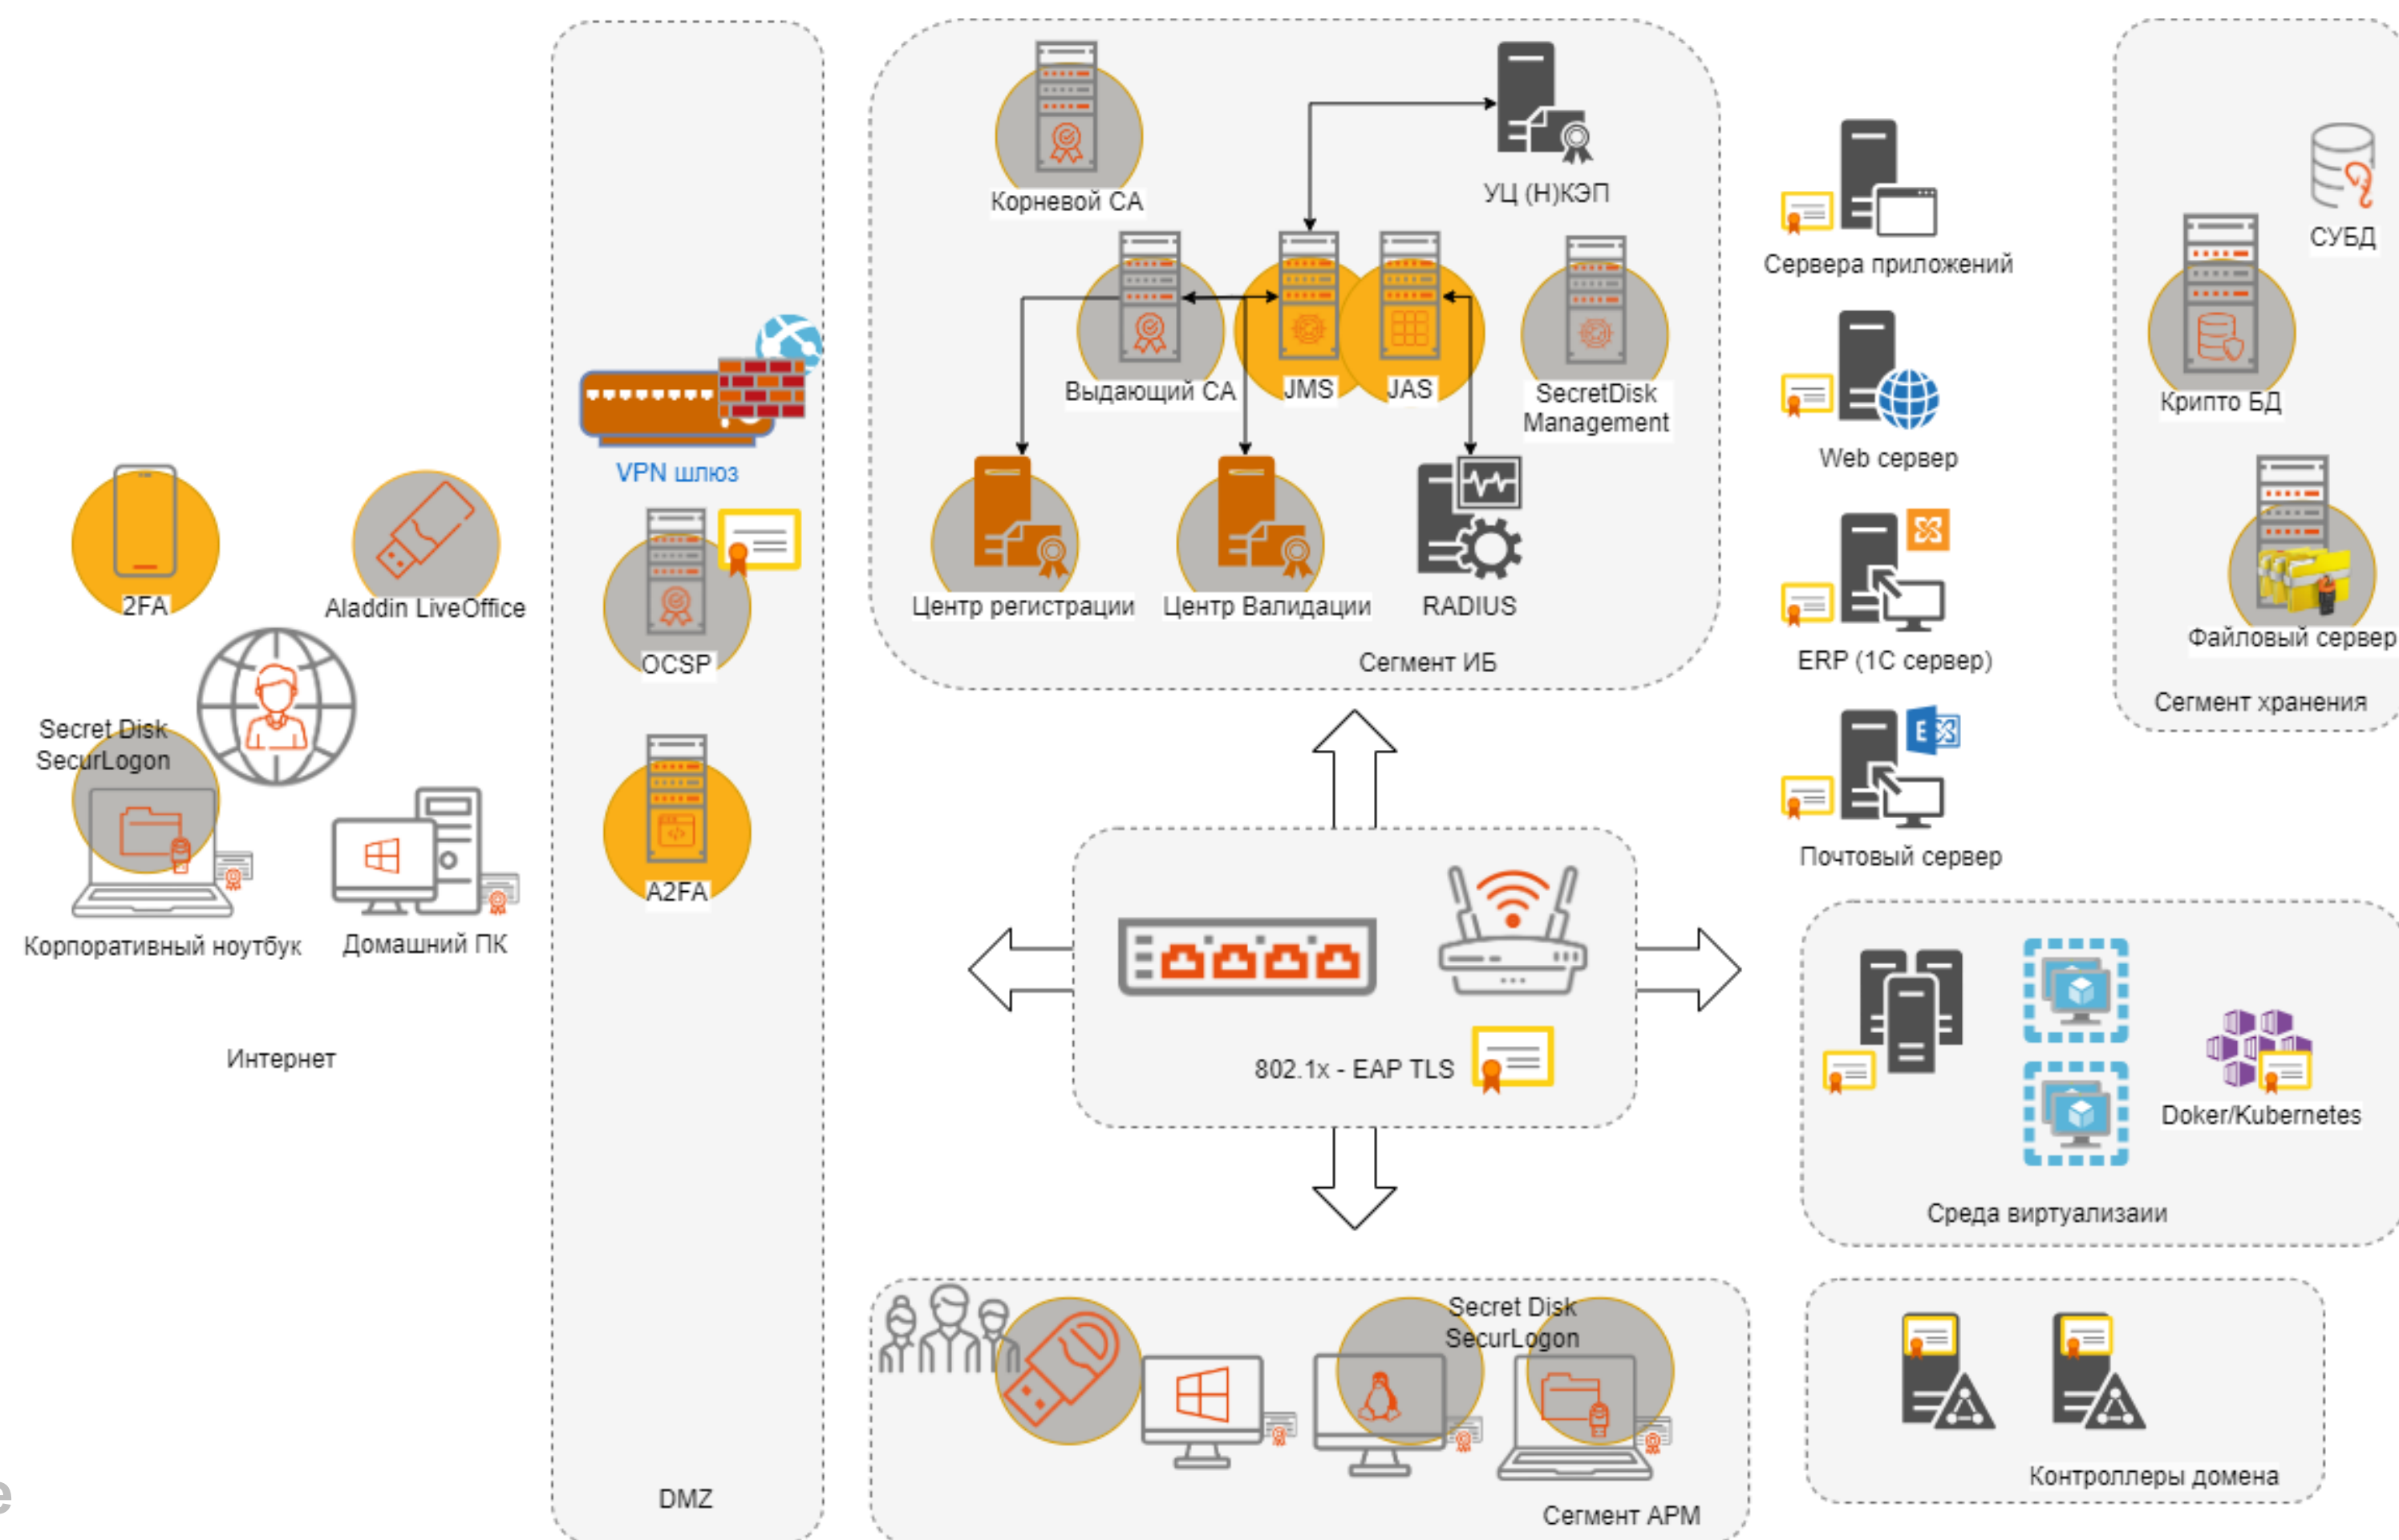 Корневой CA
УЦ (Н)КЭП
Выдающий CA
JMS
JAS
SecretDisk
Management
Центр регистрации
Центр Валидации
RADIUS
Сегмент ИБ
Сервера приложений
Web сервер
ERP (1С сервер)
Почтовый сервер
СУБД
Крипто БД
Файловый сервер
Сегмент хранения
VPN шлюз
OCSP
A2FA
DMZ
2FA
Aladdin LiveOffice
Secret Disk
SecurLogon
Корпоративный ноутбук
Домашний ПК
Интернет
802.1x - EAP TLS
Doker/Kubernetes
Среда виртуализаии
Secret Disk
SecurLogon
Сегмент АРМ
Контроллеры домена
E
e